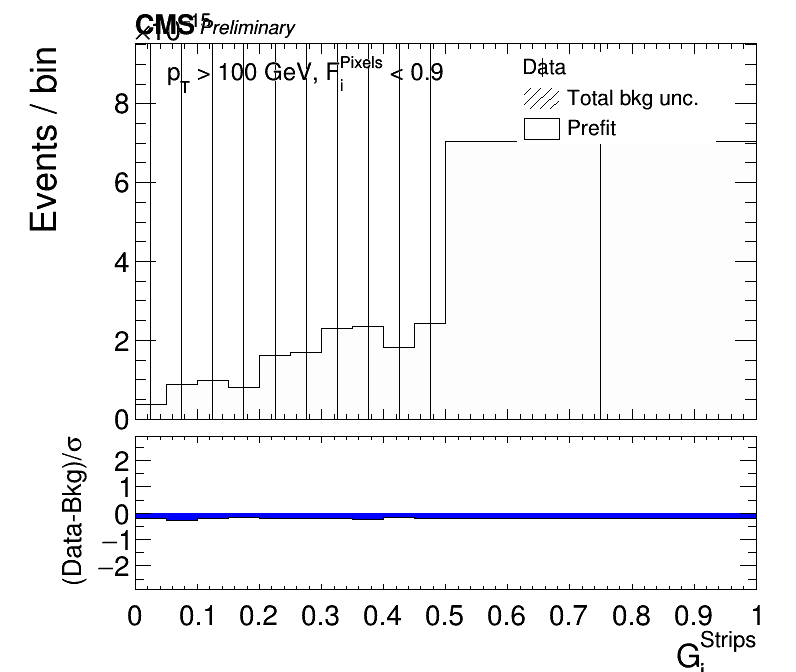 CMS Preliminary
×10⁻¹⁵
p_T > 100 GeV, F_i^Pixels < 0.9
Data
Total bkg unc.
Prefit
Events / bin
8
6
4
2
0
(Data-Bkg)/σ
2
1
0
−1
−2
0 0.1 0.2 0.3 0.4 0.5 0.6 0.7 0.8 0.9 1
G_i^Strips